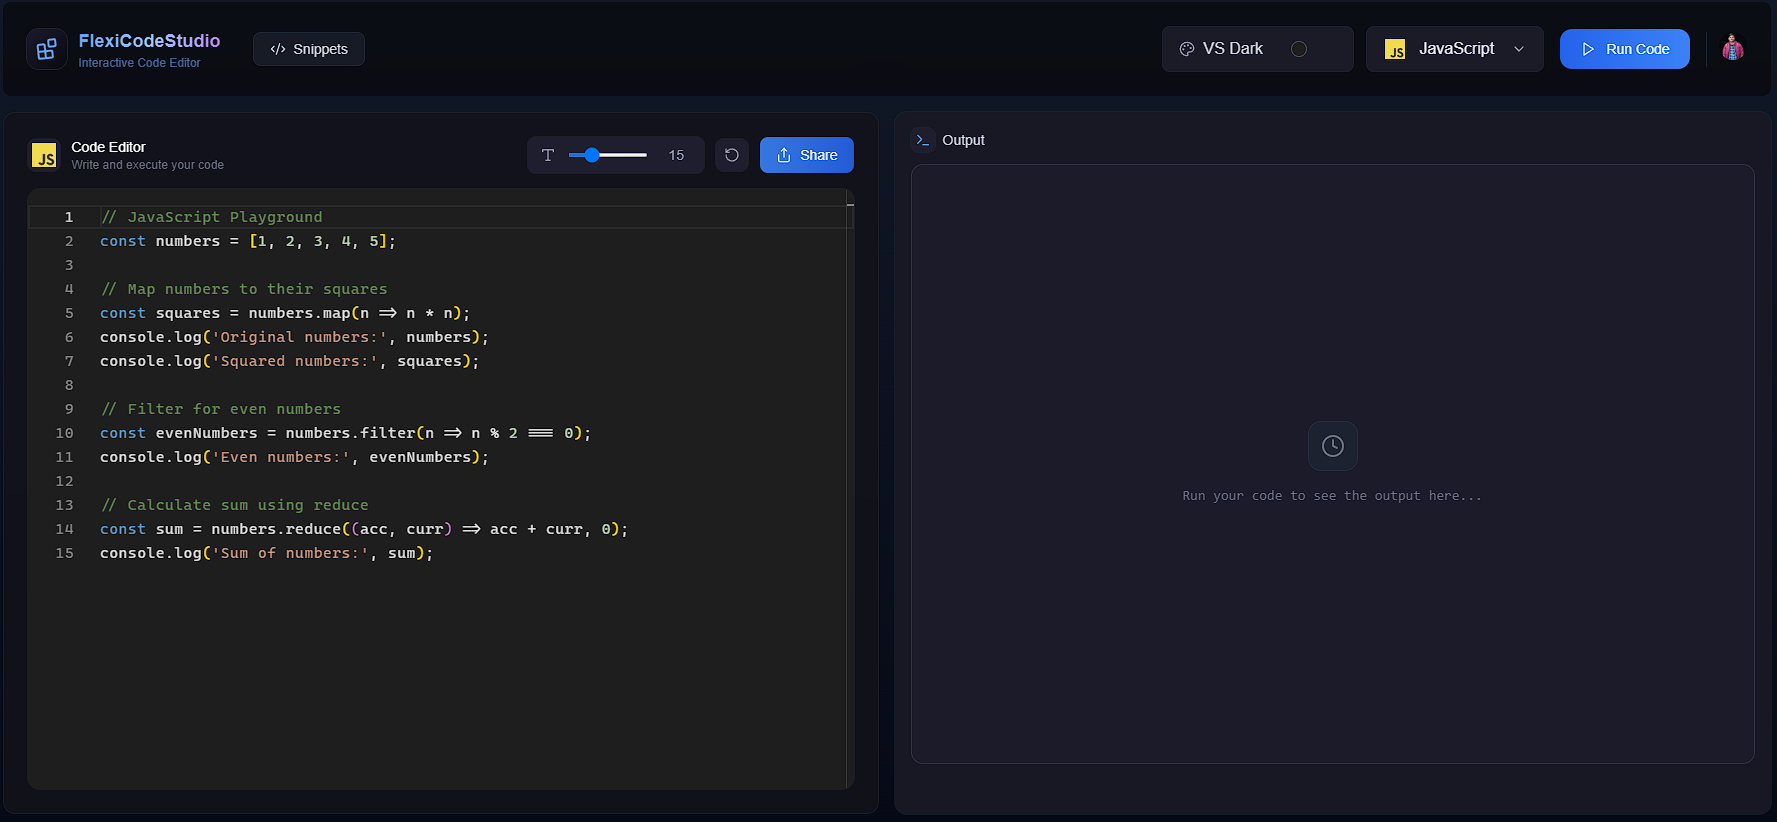 FlexiCodeStudio
Interactive Code Editor
</> Snippets
VS Dark
JS JavaScript
Run Code
JS
Code Editor
Write and execute your code
T 15
Share
1 // JavaScript Playground
2 const numbers = [1, 2, 3, 4, 5];
3
4 // Map numbers to their squares
5 const squares = numbers.map(n => n * n);
6 console.log('Original numbers:', numbers);
7 console.log('Squared numbers:', squares);
8
9 // Filter for even numbers
10 const evenNumbers = numbers.filter(n => n % 2 === 0);
11 console.log('Even numbers:', evenNumbers);
12
13 // Calculate sum using reduce
14 const sum = numbers.reduce((acc, curr) => acc + curr, 0);
15 console.log('Sum of numbers:', sum);
>_ Output
Run your code to see the output here...